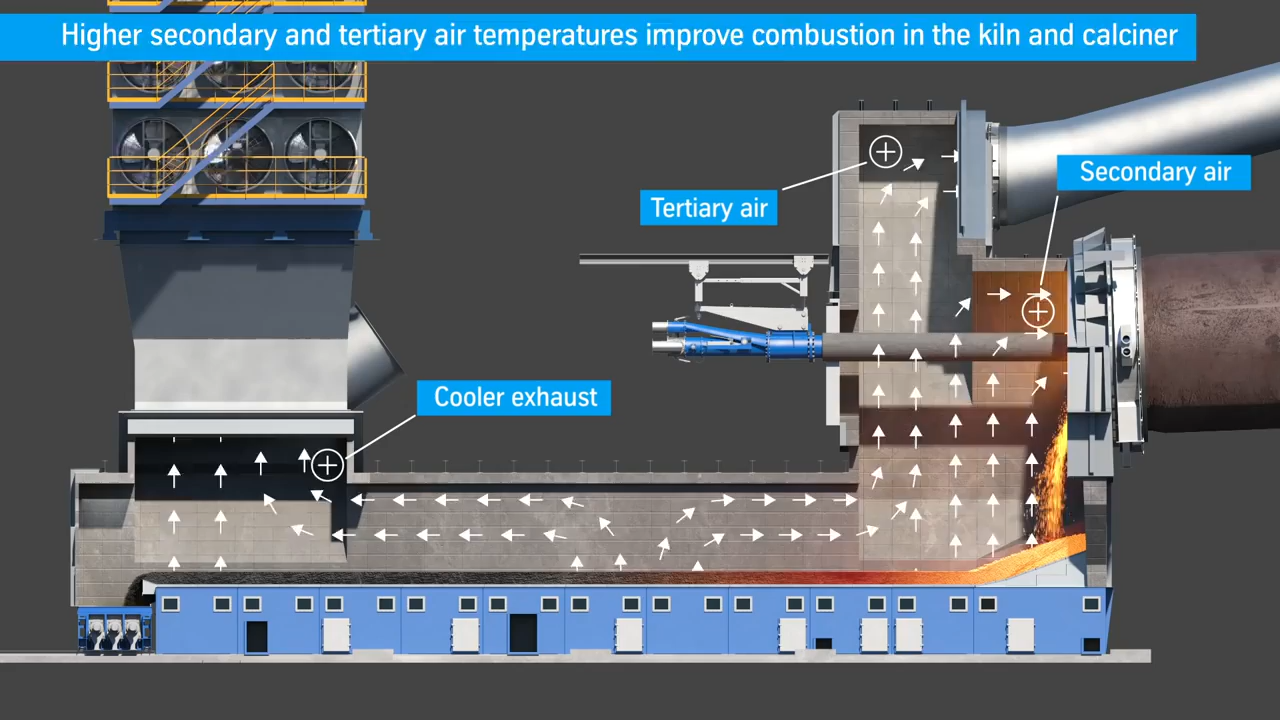 Higher secondary and tertiary air temperatures improve combustion in the kiln and calciner
Secondary air
Tertiary air
Cooler exhaust